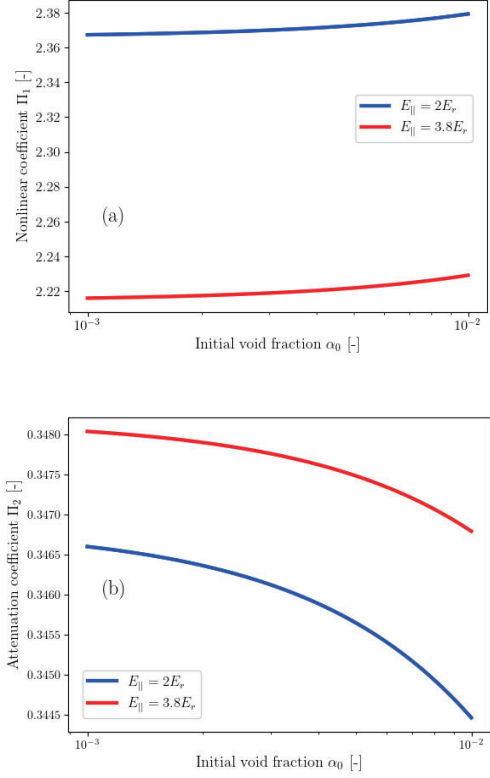 2.38
2.36
2.34
2.32
2.30
2.28
2.26
2.24
2.22
Nonlinear coefficient Π₁ [-]
E∥ = 2Eᵣ
E∥ = 3.8Eᵣ
(a)
10⁻³
10⁻²
Initial void fraction α₀ [-]
0.3480
0.3475
0.3470
0.3465
0.3460
0.3455
0.3450
0.3445
Attenuation coefficient Π₂ [-]
(b)
E∥ = 2Eᵣ
E∥ = 3.8Eᵣ
10⁻³
10⁻²
Initial void fraction α₀ [-]